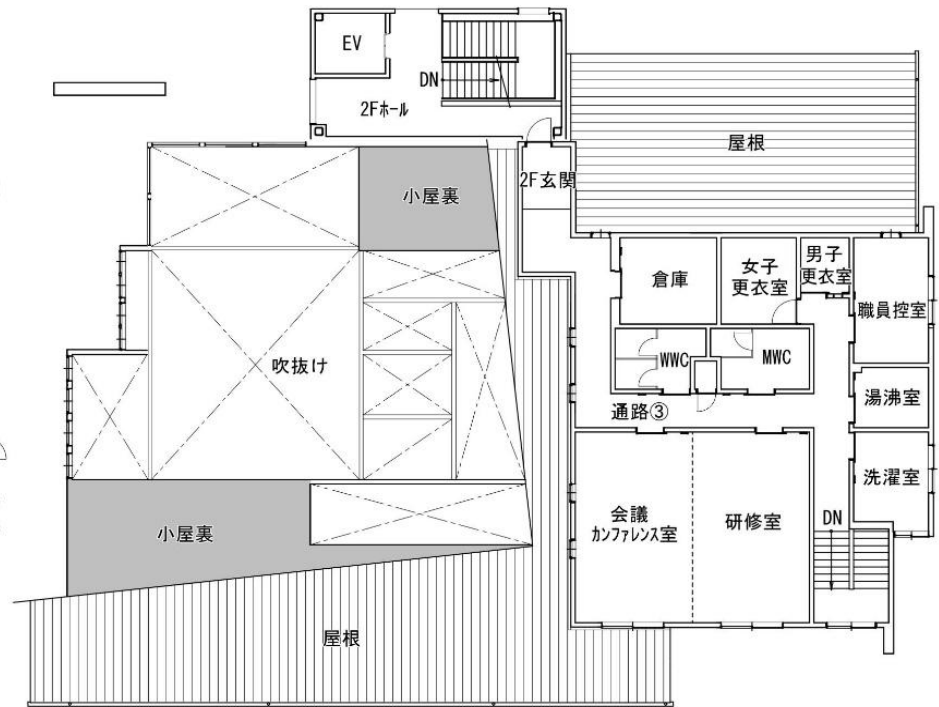 EV
DN
2Fホール
屋根
小屋裏
2F玄関
倉庫
女子
更衣室
男子
更衣室
職員控室
吹抜け
WWC
MWC
湯沸室
通路③
洗濯室
会議
カンファレンス室
研修室
DN
小屋裏
屋根